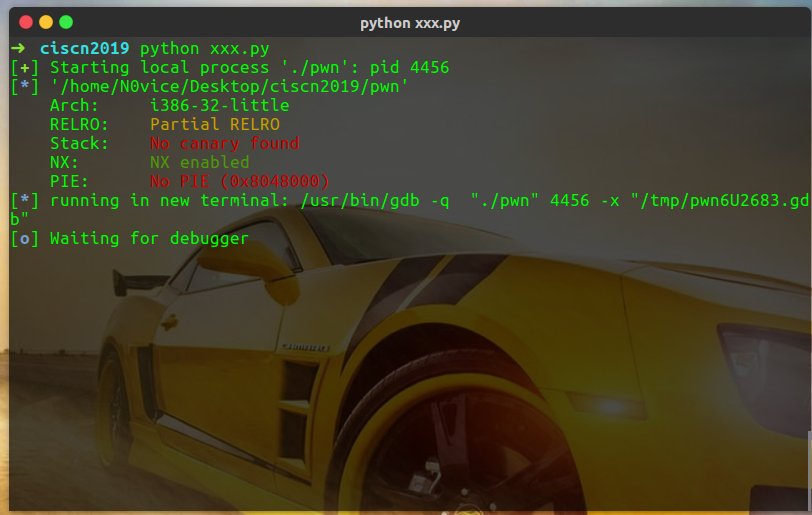 python xxx.py
➜ ciscn2019 python xxx.py
[+] Starting local process './pwn': pid 4456
[*] '/home/N0vice/Desktop/ciscn2019/pwn'
Arch: i386-32-little
RELRO: Partial RELRO
Stack: No canary found
NX: NX enabled
PIE: No PIE (0x8048000)
[*] running in new terminal: /usr/bin/gdb -q "./pwn" 4456 -x "/tmp/pwn6U2683.gd
b"
[o] Waiting for debugger
CAMARO